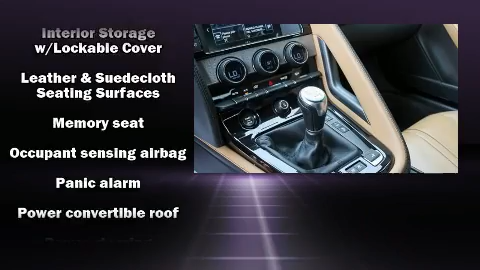 Interior Storage
w/Lockable Cover
Leather & Suedecloth
Seating Surfaces
Memory seat
Occupant sensing airbag
Panic alarm
Power convertible roof